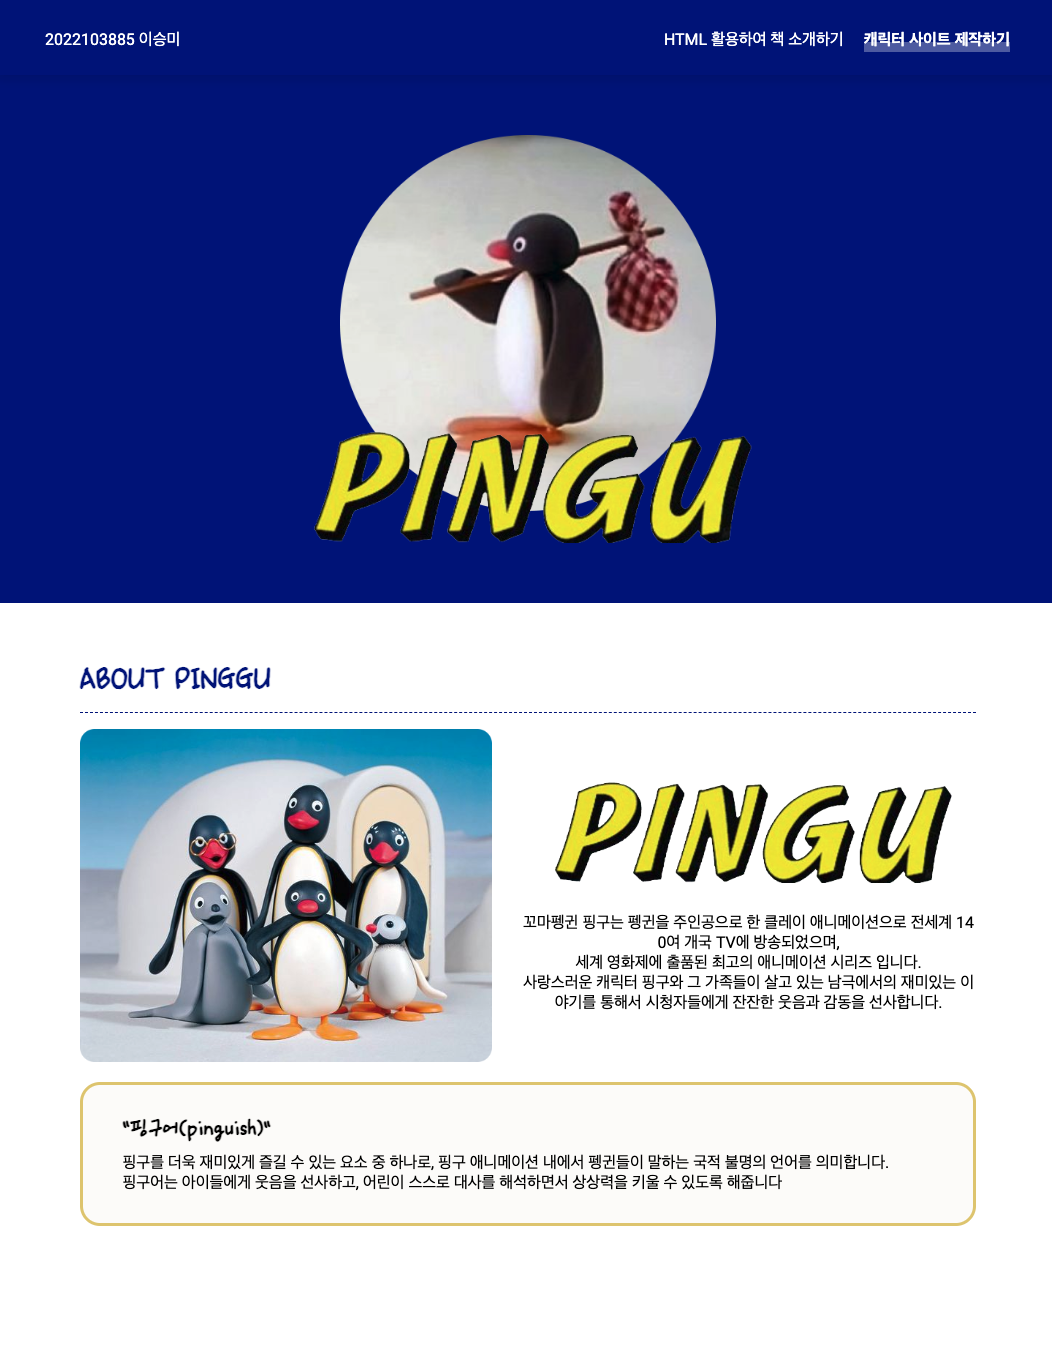 2022103885 이승미
HTML 활용하여 책 소개하기
캐릭터 사이트 제작하기
PINGU
ABOUT PINGGU
PINGU
꼬마펭귄 핑구는 펭귄을 주인공으로 한 클레이 애니메이션으로 전세계 14
0여 개국 TV에 방송되었으며,
세계 영화제에 출품된 최고의 애니메이션 시리즈 입니다.
사랑스러운 캐릭터 핑구와 그 가족들이 살고 있는 남극에서의 재미있는 이
야기를 통해서 시청자들에게 잔잔한 웃음과 감동을 선사합니다.
"핑구어(pinguish)"
핑구를 더욱 재미있게 즐길 수 있는 요소 중 하나로, 핑구 애니메이션 내에서 펭귄들이 말하는 국적 불명의 언어를 의미합니다.
핑구어는 아이들에게 웃음을 선사하고, 어린이 스스로 대사를 해석하면서 상상력을 키울 수 있도록 해줍니다